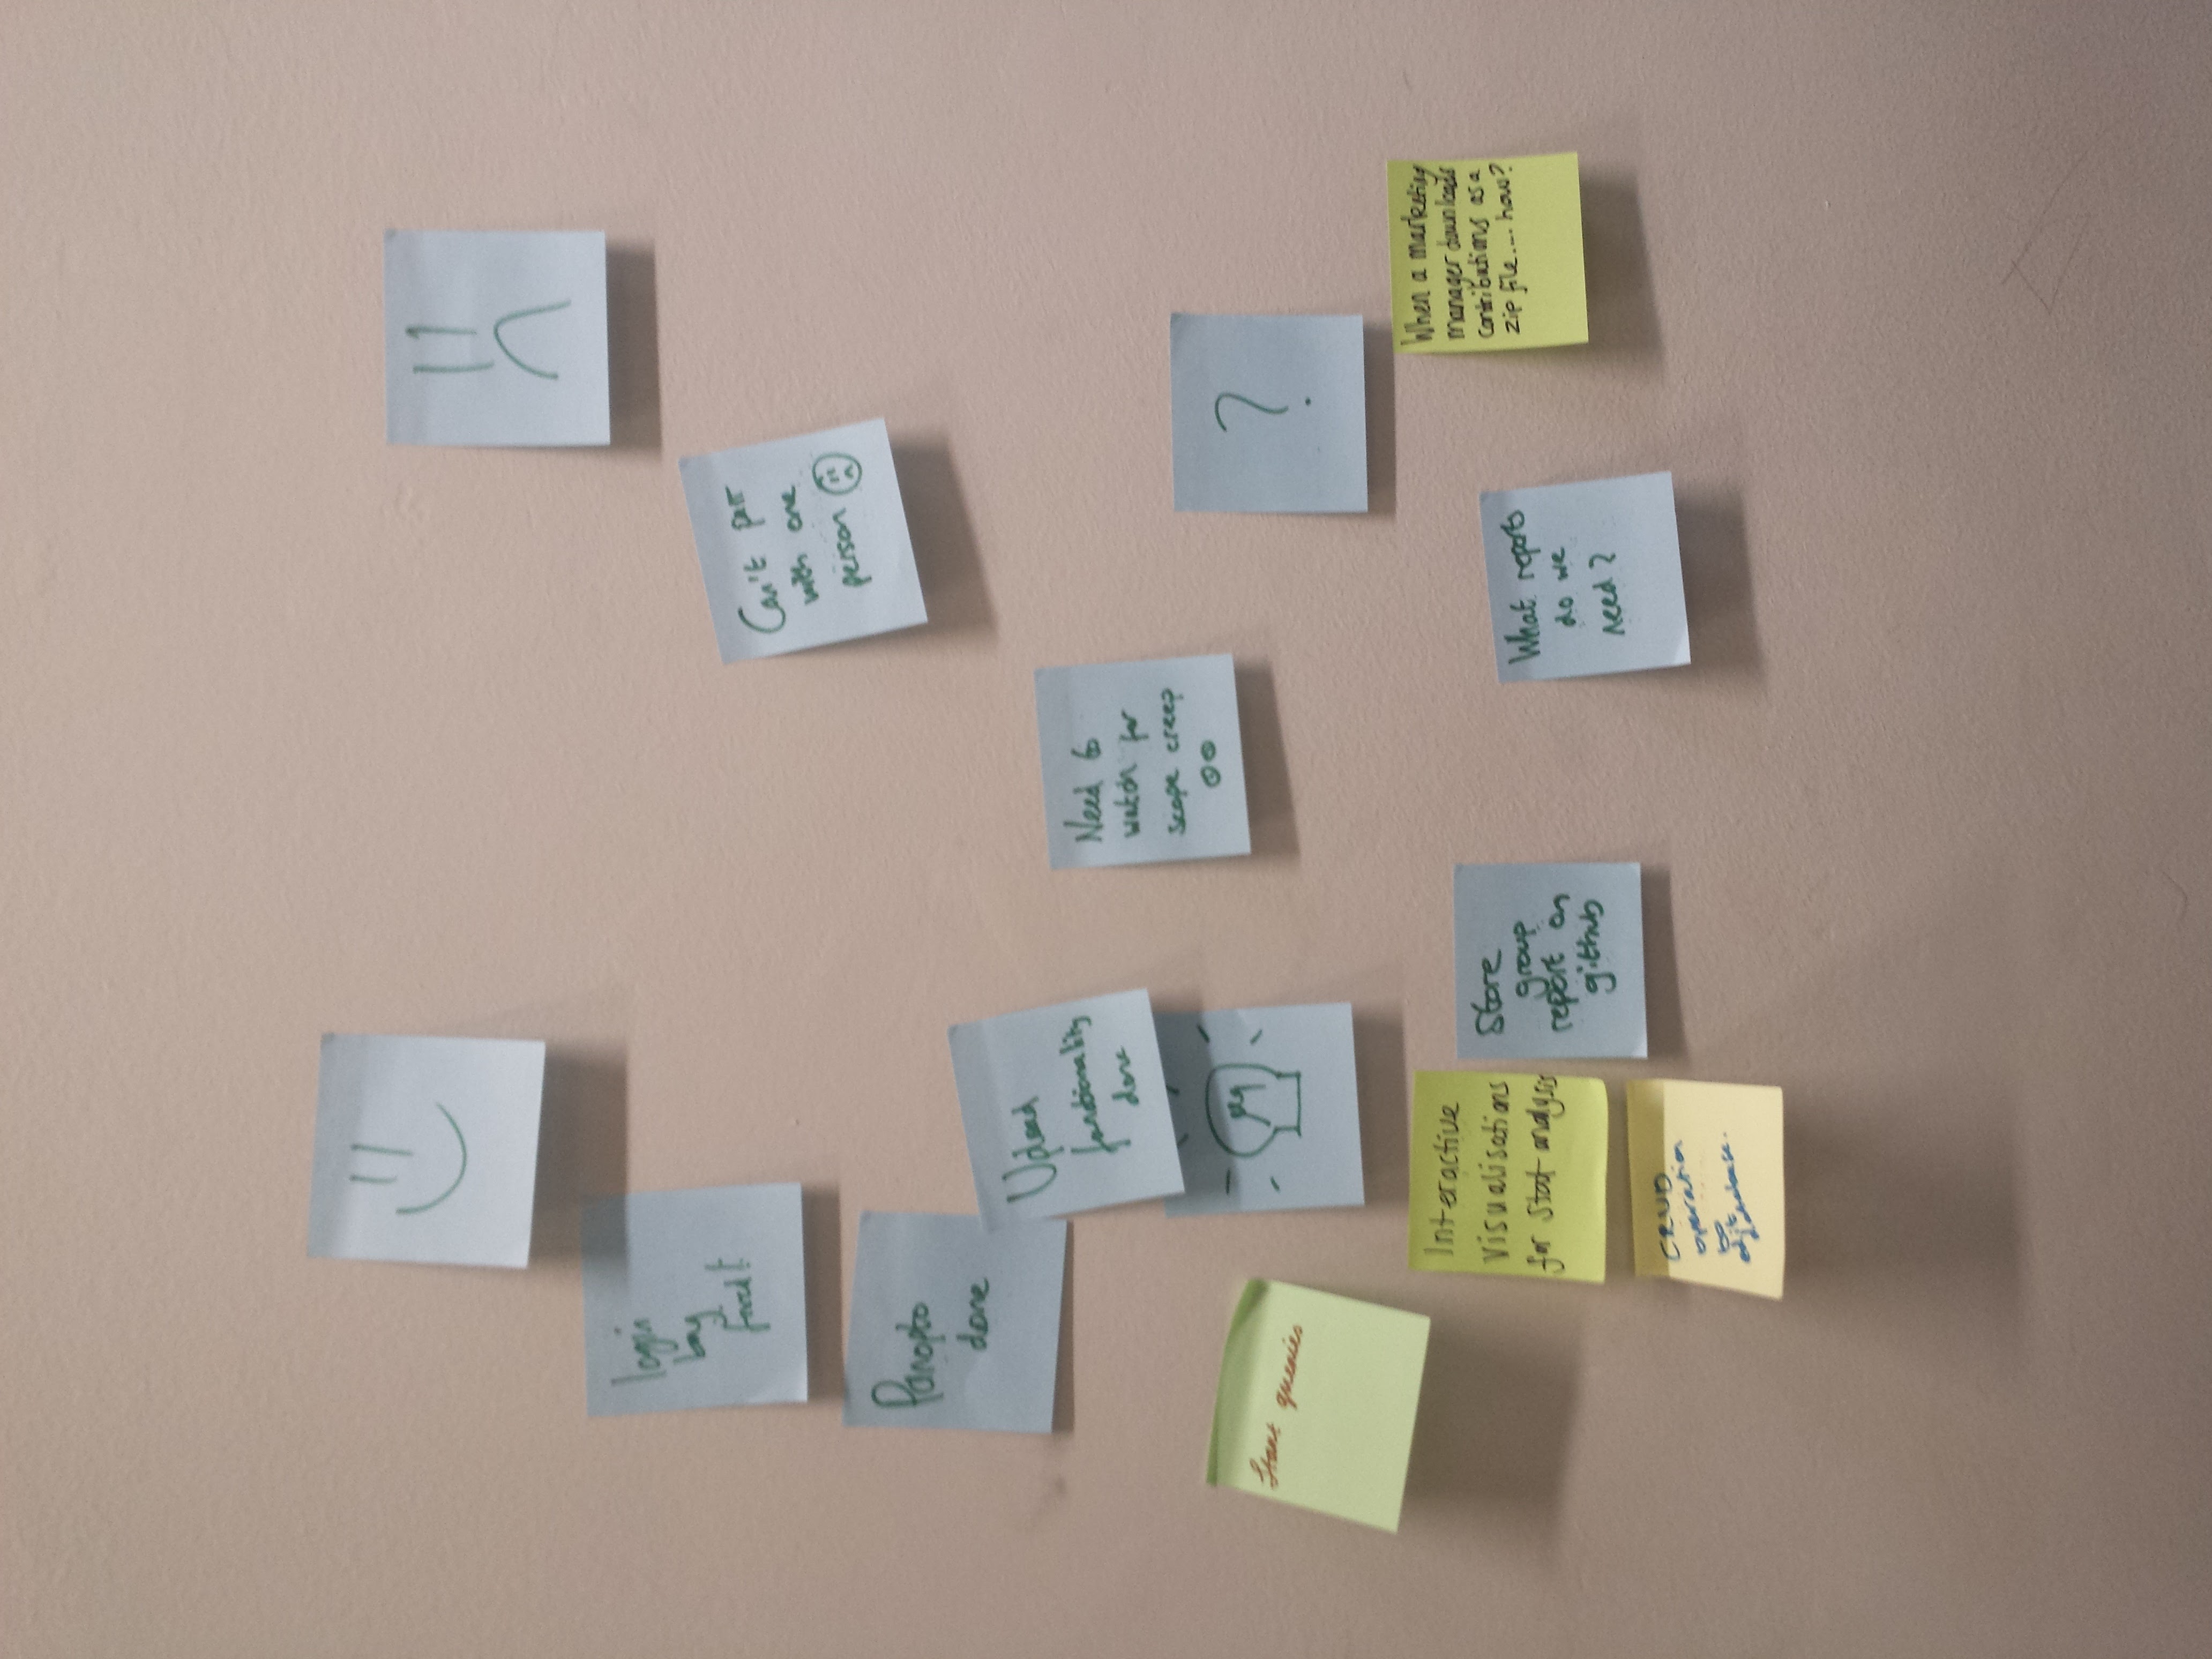 login
bug
fixed!
Panopto
done
Upload
functionality
done
Can't pair
with one
person
Need to
watch for
scope creep
?
Start queries
Interactive
Visualisations
for Stat analysis
Store
group
report on
github
CRUD
operation
to
edit
database.
What reports
do we
need?
When a marketing
manager downloads
contributions as a
zip file.... how?